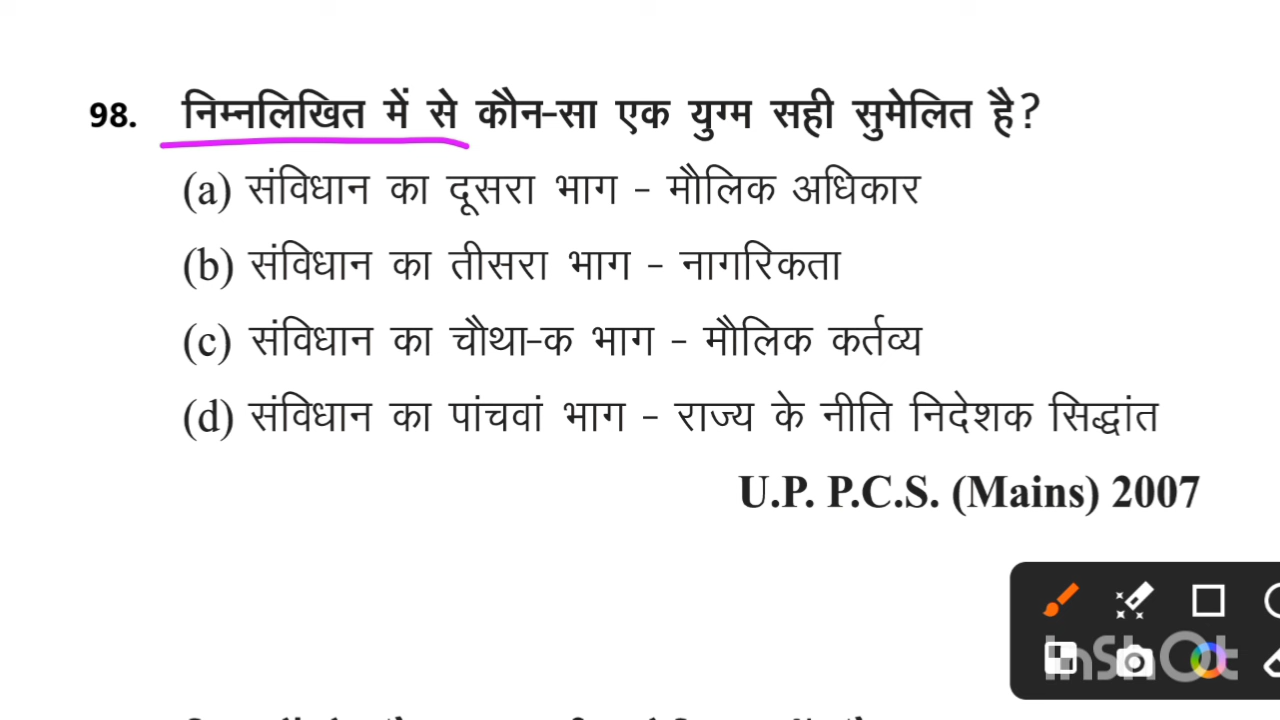 98. निम्नलिखित में से कौन-सा एक युग्म सही सुमेलित है?
(a) संविधान का दूसरा भाग - मौलिक अधिकार
(b) संविधान का तीसरा भाग - नागरिकता
(c) संविधान का चौथा-क भाग - मौलिक कर्तव्य
(d) संविधान का पांचवां भाग - राज्य के नीति निदेशक सिद्धांत
U.P. P.C.S. (Mains) 2007
InShOt